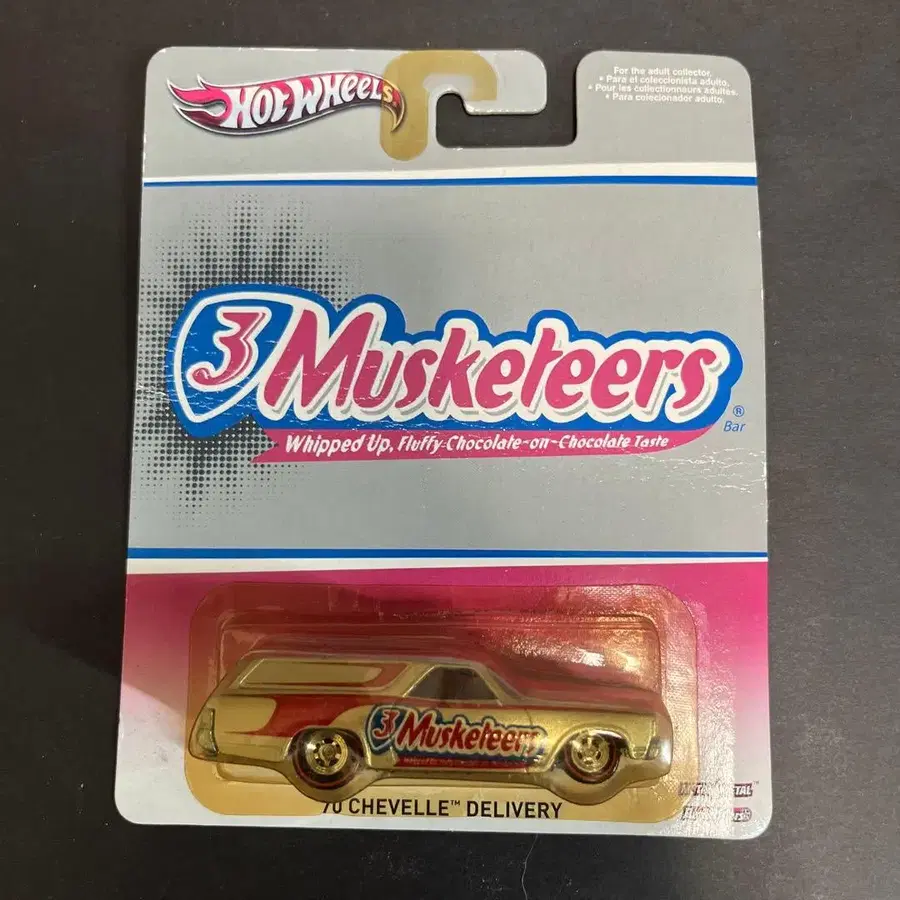 HOT WHEELS
For the adult collector.
• Para el coleccionista adulto.
• Pour les collectionneurs adultes.
• Para colecionador adulto.
3 Musketeers®
Bar
Whipped Up, Fluffy Chocolate-on-Chocolate Taste
3 Musketeers
70 CHEVELLE™ DELIVERY